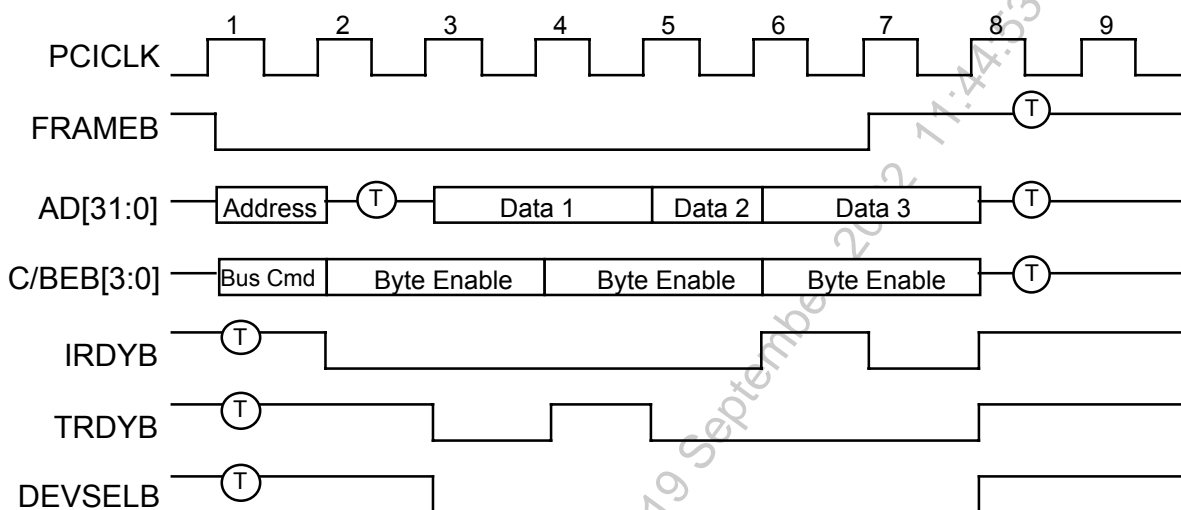 1 2 3 4 5 6 7 8 9
PCICLK
FRAMEB T
AD[31:0] Address T Data 1 Data 2 Data 3 T
C/BEB[3:0] Bus Cmd Byte Enable Byte Enable Byte Enable T
IRDYB T
TRDYB T
DEVSELB T